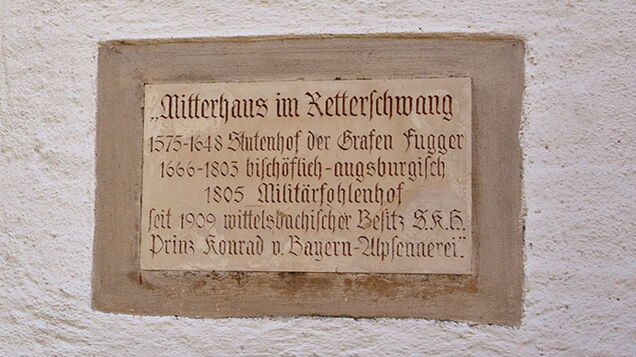 „Mitterhaus im Retterschwang
1575-1648 Stutenhof der Grafen Fugger
1666-1803 bischöflich-augsburgisch
1805 Militärfohlenhof
seit 1909 wittelsbachischer Besitz S.K.H.
Prinz Konrad v. Bayern-Alpsennerei“.